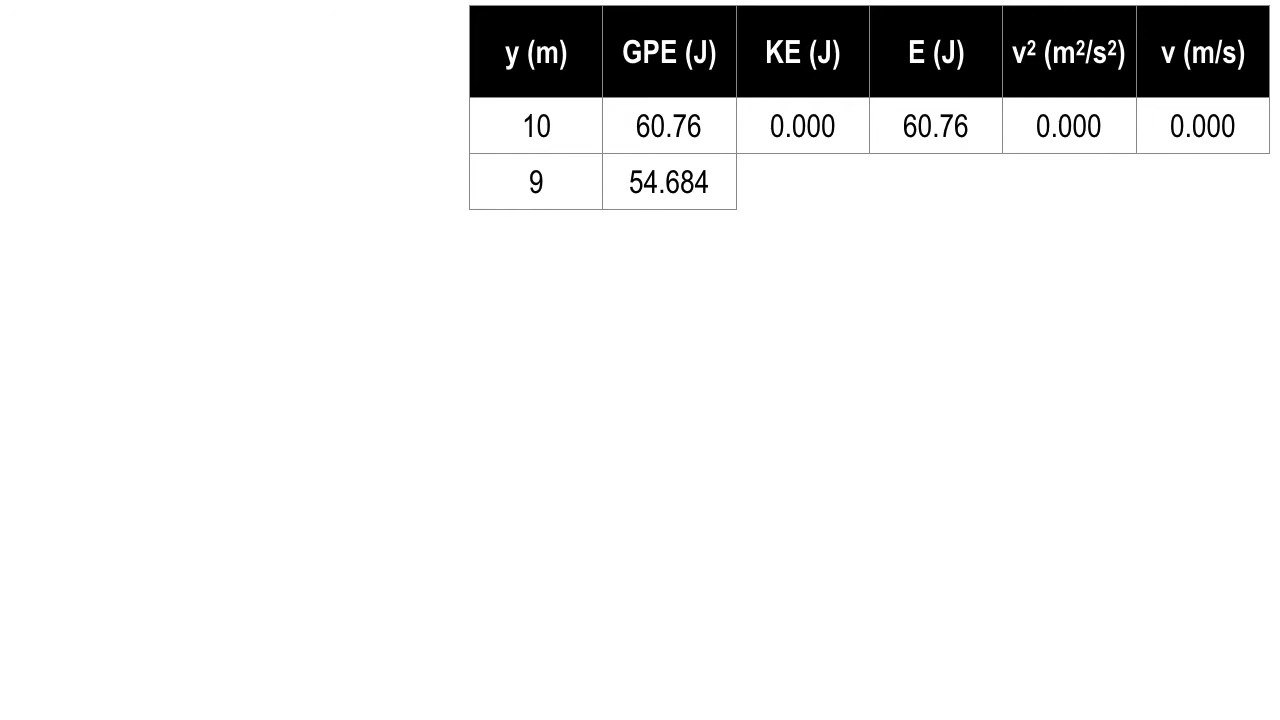 y (m) GPE (J) KE (J) E (J) v² (m²/s²) v (m/s)
10 60.76 0.000 60.76 0.000 0.000
9 54.684